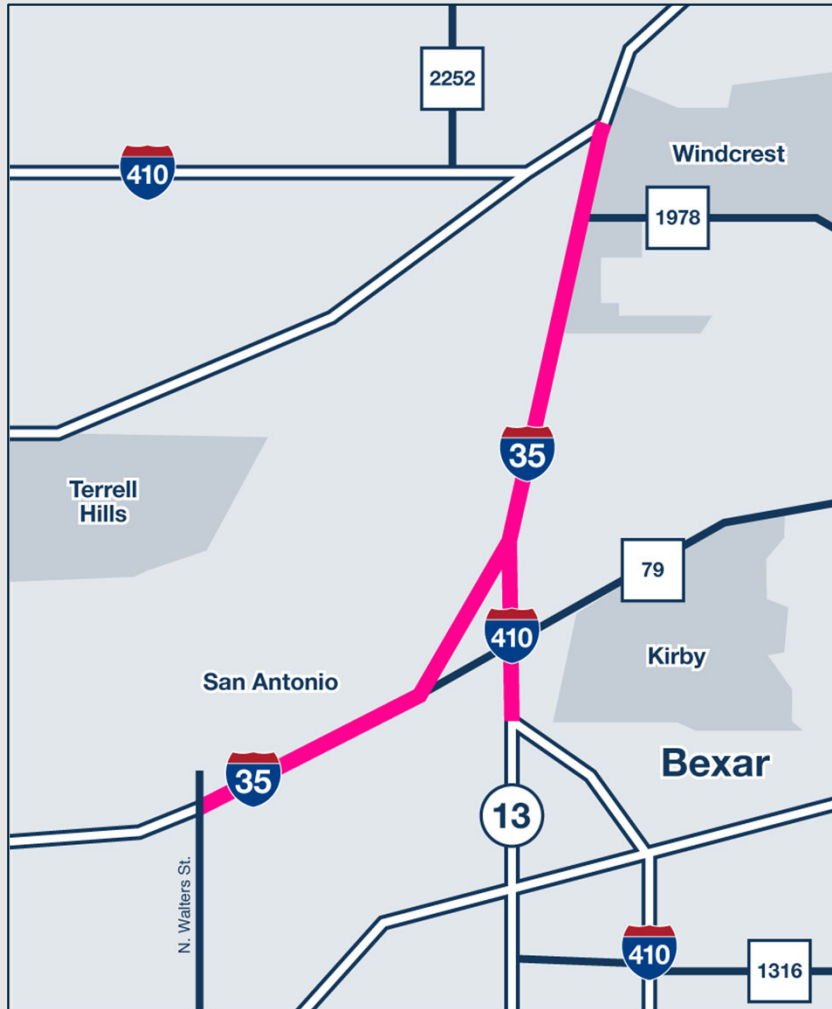 2252
Windcrest
410
1978
35
Terrell
Hills
79
410
Kirby
San Antonio
Bexar
35
13
N. Walters St.
410
1316